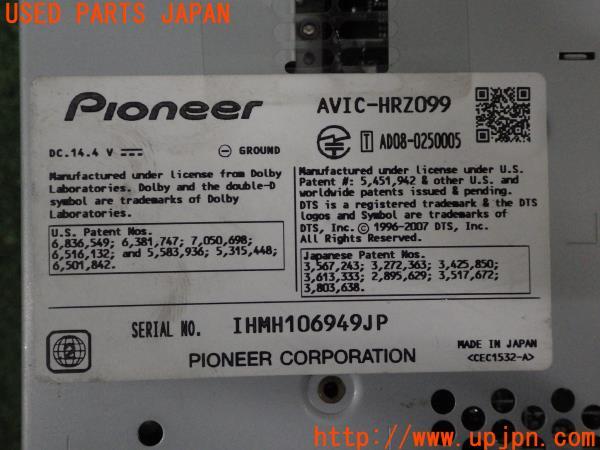 USED PARTS JAPAN
Pioneer
AVIC-HRZ099
DC.14.4 V
GROUND
T AD08-0250005
Manufactured under license from Dolby
Laboratories. Dolby and the double-D
symbol are trademarks of Dolby
Laboratories.
U.S. Patent Nos.
6,836,549; 6,381,747; 7,050,698;
6,516,132; and 5,583,936; 5,315,448;
6,501,842.
Manufactured under license under U.S.
Patent #: 5,451,942 & other U.S. and
worldwide patents issued & pending.
DTS is a registered trademark & the DTS
logos and Symbol are trademarks of
DTS, Inc. © 1996-2007 DTS, Inc.
All Rights Reserved.
Japanese Patent Nos.
3,567,243; 3,272,363; 3,425,850;
3,613,333; 2,895,629; 3,517,672;
3,803,638.
2
SERIAL NO. IHMH106949JP
PIONEER CORPORATION
MADE IN JAPAN
<CEC1532-A>
UPJ http://www.upjpn.com/